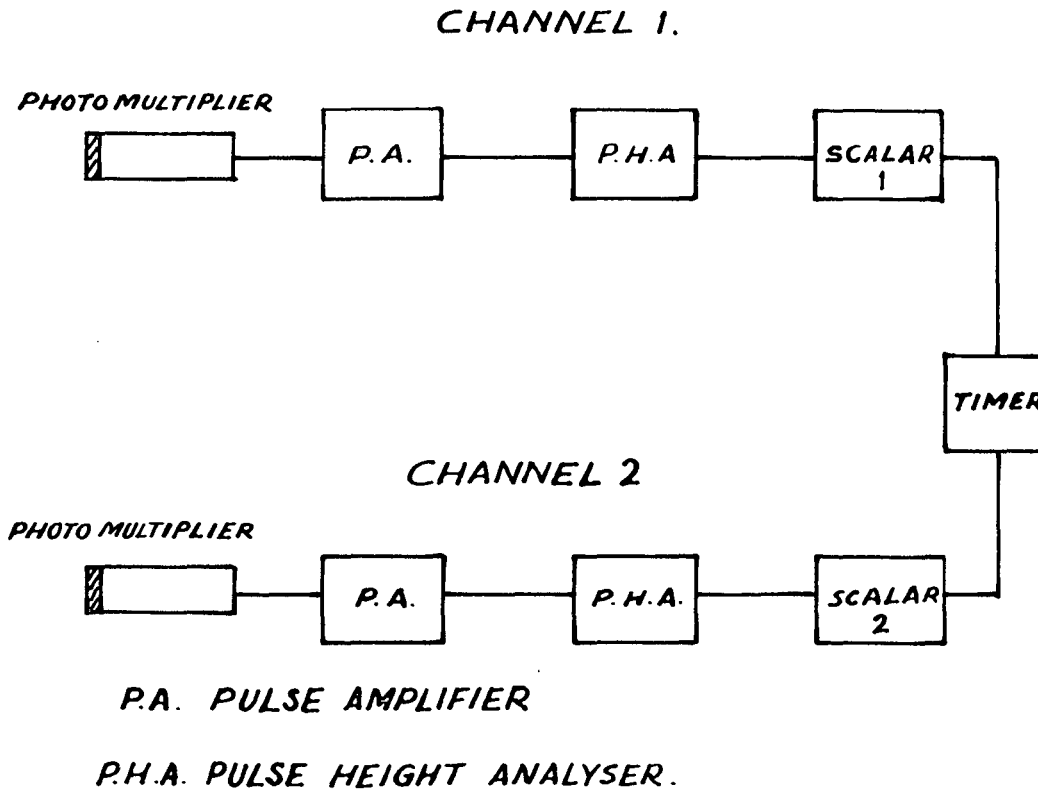 CHANNEL 1.
PHOTO MULTIPLIER
P.A.
P.H.A
SCALAR
1
TIMER
CHANNEL 2
PHOTO MULTIPLIER
P.A.
P.H.A.
SCALAR
2
P.A. PULSE AMPLIFIER
P.H.A. PULSE HEIGHT ANALYSER.